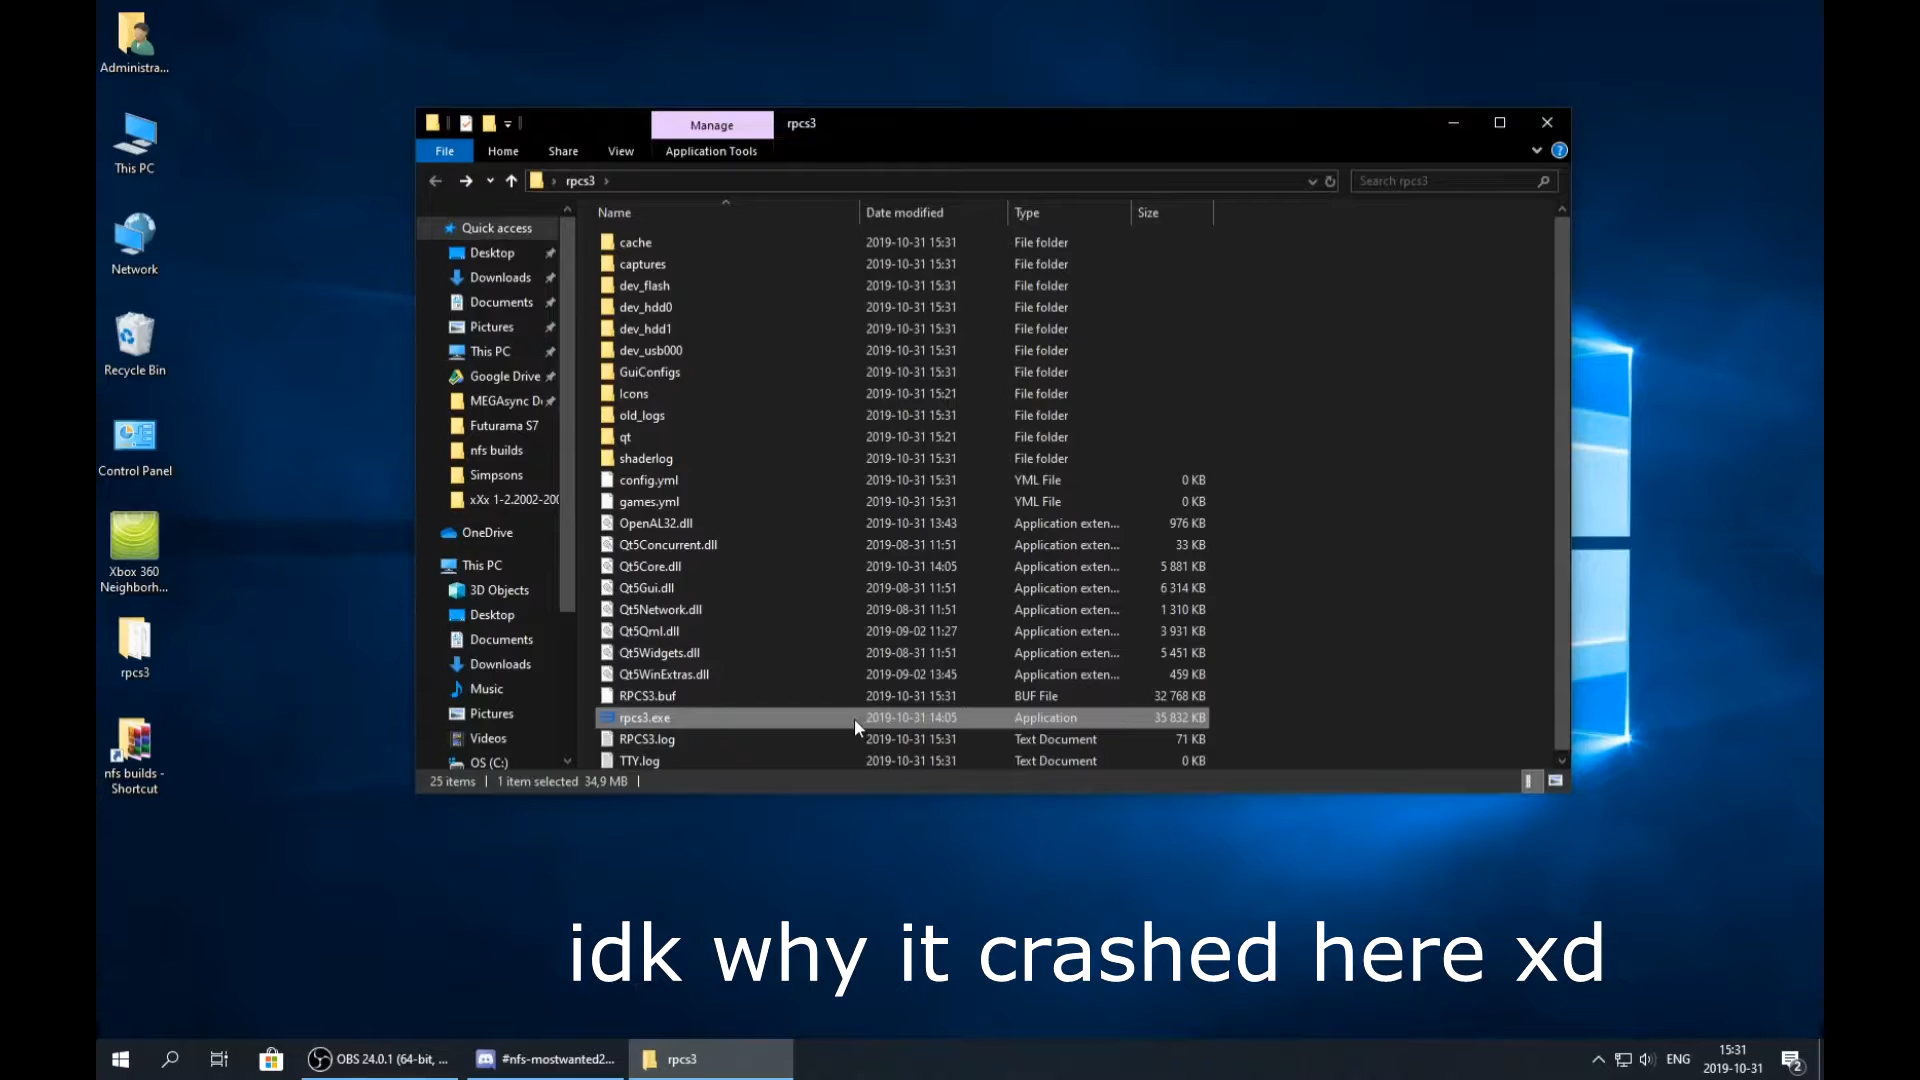 Administra...
This PC
Network
Recycle Bin
Control Panel
Xbox 360
Neighborh...
rpcs3
nfs builds -
Shortcut
Manage
rpcs3
File
Home
Share
View
Application Tools
rpcs3
Search rpcs3
Quick access
Desktop
Downloads
Documents
Pictures
This PC
Google Drive
MEGAsync D
Futurama S7
nfs builds
Simpsons
xXx 1-2.2002-200
OneDrive
This PC
3D Objects
Desktop
Documents
Downloads
Music
Pictures
Videos
OS (C:)
Name Date modified Type Size
cache 2019-10-31 15:31 File folder
captures 2019-10-31 15:31 File folder
dev_flash 2019-10-31 15:31 File folder
dev_hdd0 2019-10-31 15:31 File folder
dev_hdd1 2019-10-31 15:31 File folder
dev_usb000 2019-10-31 15:31 File folder
GuiConfigs 2019-10-31 15:31 File folder
Icons 2019-10-31 15:21 File folder
old_logs 2019-10-31 15:31 File folder
qt 2019-10-31 15:21 File folder
shaderlog 2019-10-31 15:31 File folder
config.yml 2019-10-31 15:31 YML File 0 KB
games.yml 2019-10-31 15:31 YML File 0 KB
OpenAL32.dll 2019-10-31 13:43 Application exten... 976 KB
Qt5Concurrent.dll 2019-08-31 11:51 Application exten... 33 KB
Qt5Core.dll 2019-10-31 14:05 Application exten... 5 881 KB
Qt5Gui.dll 2019-08-31 11:51 Application exten... 6 314 KB
Qt5Network.dll 2019-08-31 11:51 Application exten... 1 310 KB
Qt5Qml.dll 2019-09-02 11:27 Application exten... 3 931 KB
Qt5Widgets.dll 2019-08-31 11:51 Application exten... 5 451 KB
Qt5WinExtras.dll 2019-09-02 13:45 Application exten... 459 KB
RPCS3.buf 2019-10-31 15:31 BUF File 32 768 KB
rpcs3.exe 2019-10-31 14:05 Application 35 832 KB
RPCS3.log 2019-10-31 15:31 Text Document 71 KB
TTY.log 2019-10-31 15:31 Text Document 0 KB
25 items 1 item selected 34,9 MB
idk why it crashed here xd
OBS 24.0.1 (64-bit, ...
#nfs-mostwanted2...
rpcs3
ENG
15:31
2019-10-31
2